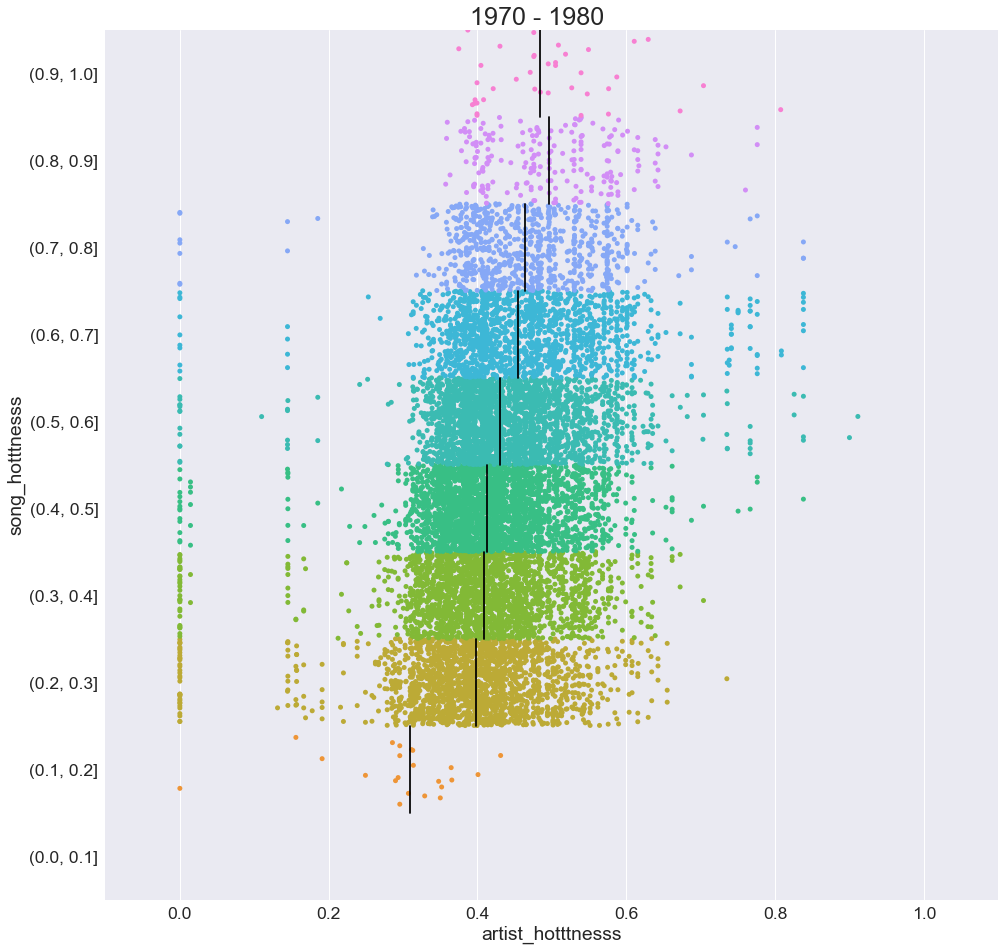 1970 - 1980
(0.9, 1.0]
(0.8, 0.9]
(0.7, 0.8]
(0.6, 0.7]
(0.5, 0.6]
(0.4, 0.5]
(0.3, 0.4]
(0.2, 0.3]
(0.1, 0.2]
(0.0, 0.1]
song_hotttnesss
0.0 0.2 0.4 0.6 0.8 1.0
artist_hotttnesss